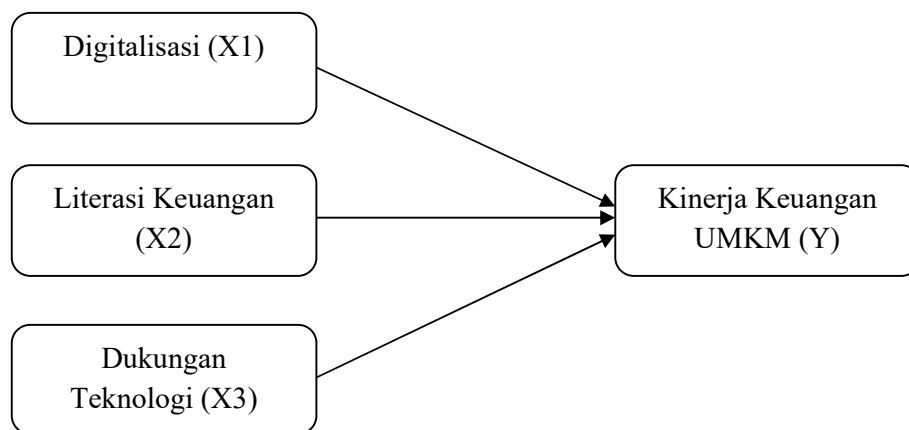 Digitalisasi (X1)
Literasi Keuangan
(X2)
Kinerja Keuangan
UMKM (Y)
Dukungan
Teknologi (X3)